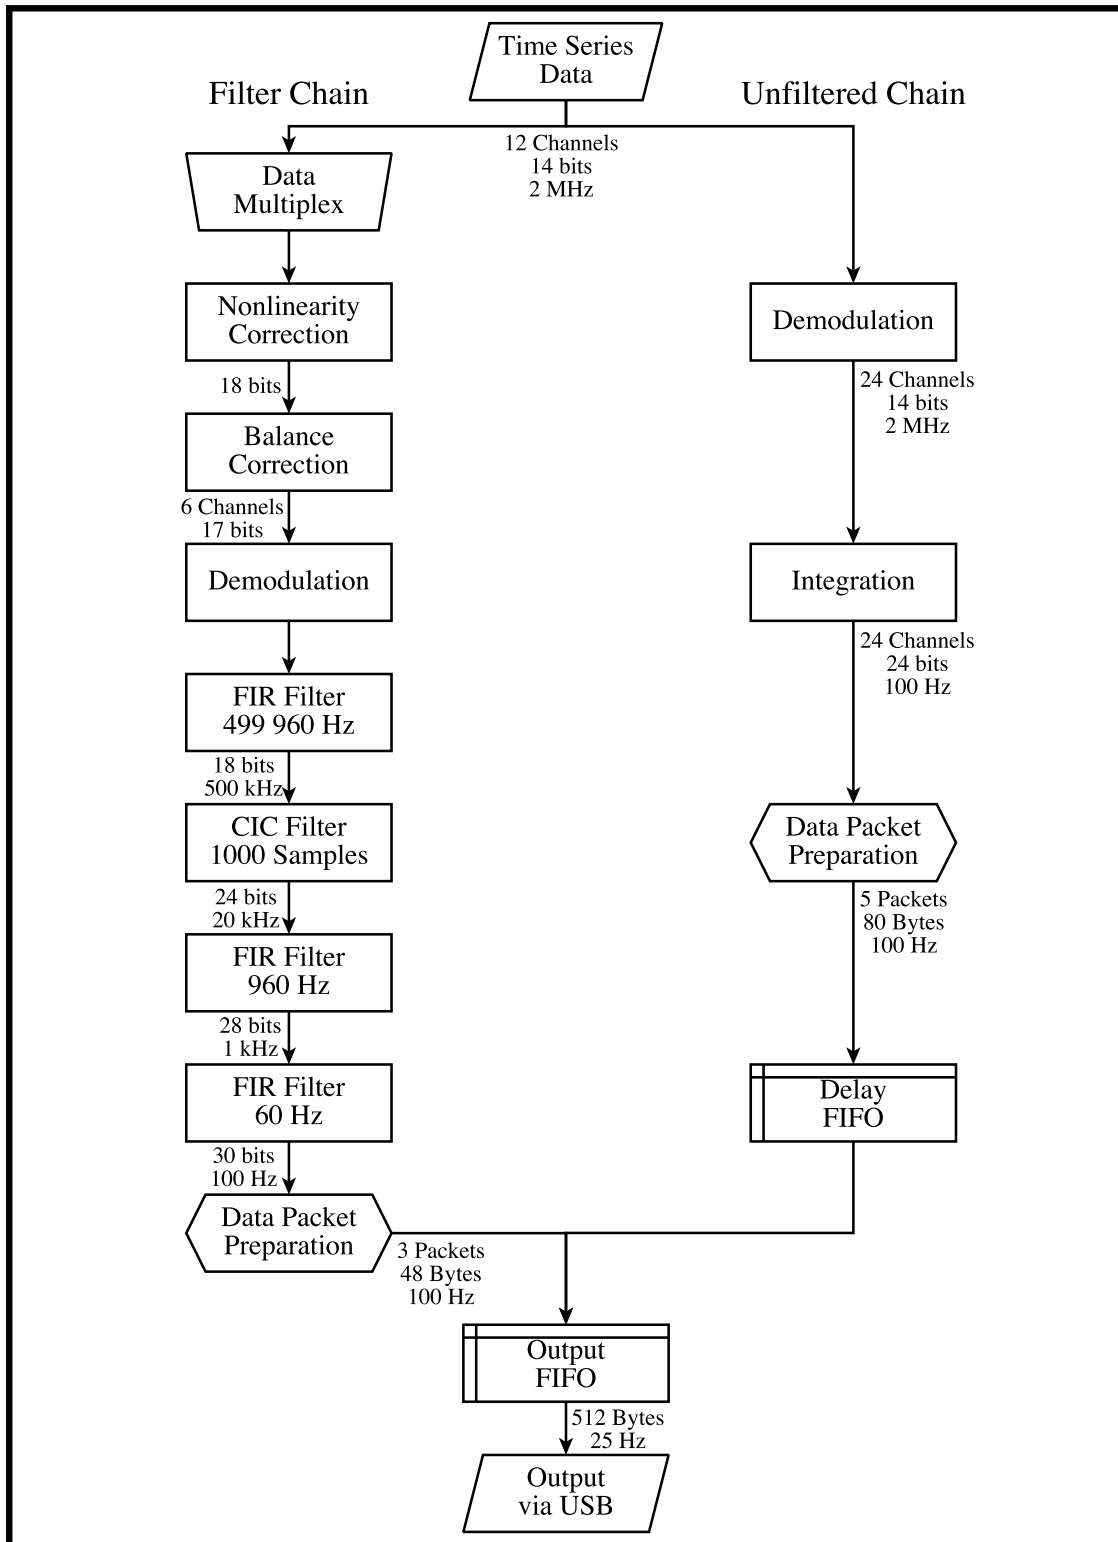 Time Series
Data
Filter Chain
Unfiltered Chain
12 Channels
14 bits
2 MHz
Data
Multiplex
Nonlinearity
Correction
18 bits
Balance
Correction
6 Channels
17 bits
Demodulation
FIR Filter
499 960 Hz
18 bits
500 kHz
CIC Filter
1000 Samples
24 bits
20 kHz
FIR Filter
960 Hz
28 bits
1 kHz
FIR Filter
60 Hz
30 bits
100 Hz
Data Packet
Preparation
3 Packets
48 Bytes
100 Hz
Demodulation
24 Channels
14 bits
2 MHz
Integration
24 Channels
24 bits
100 Hz
Data Packet
Preparation
5 Packets
80 Bytes
100 Hz
Delay
FIFO
Output
FIFO
512 Bytes
25 Hz
Output
via USB